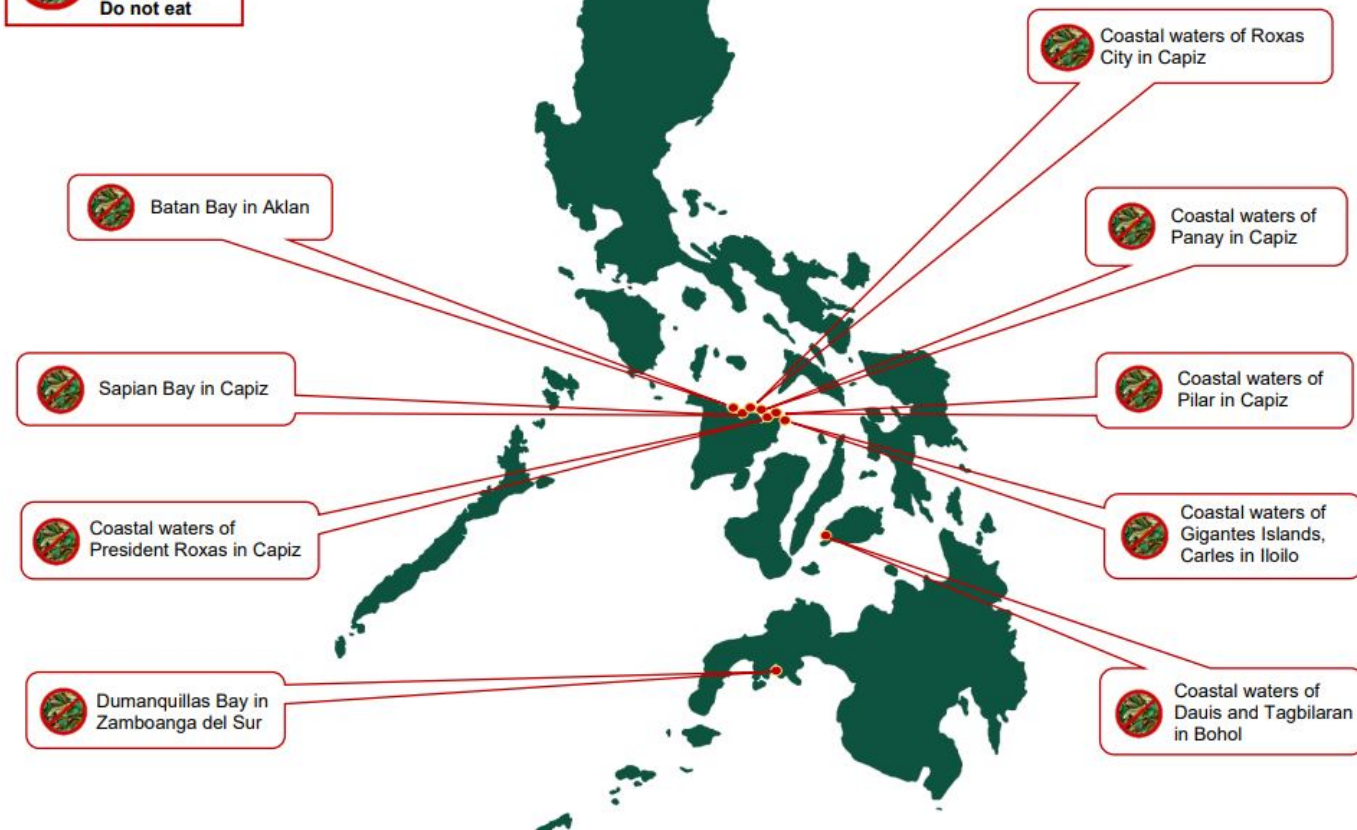 Do not eat
Coastal waters of Roxas
City in Capiz
Batan Bay in Aklan
Coastal waters of
Panay in Capiz
Sapian Bay in Capiz
Coastal waters of
Pilar in Capiz
Coastal waters of
President Roxas in Capiz
Coastal waters of
Gigantes Islands,
Carles in Iloilo
Dumanquillas Bay in
Zamboanga del Sur
Coastal waters of
Dauis and Tagbilaran
in Bohol